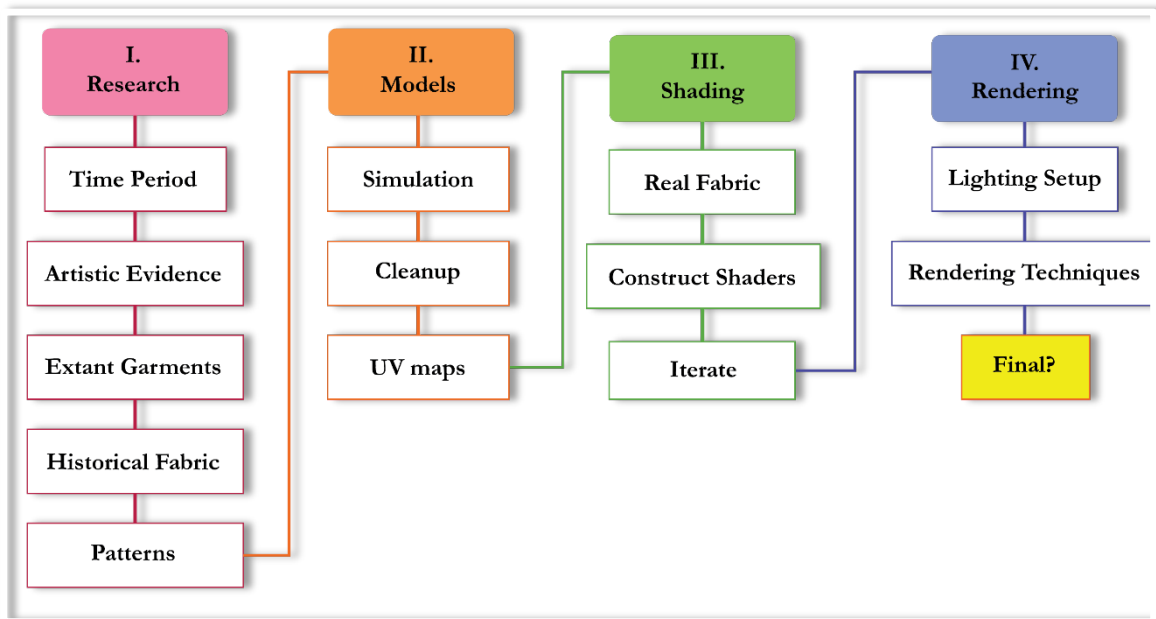 I.
Research
Time Period
Artistic Evidence
Extant Garments
Historical Fabric
Patterns
II.
Models
Simulation
Cleanup
UV maps
III.
Shading
Real Fabric
Construct Shaders
Iterate
IV.
Rendering
Lighting Setup
Rendering Techniques
Final?